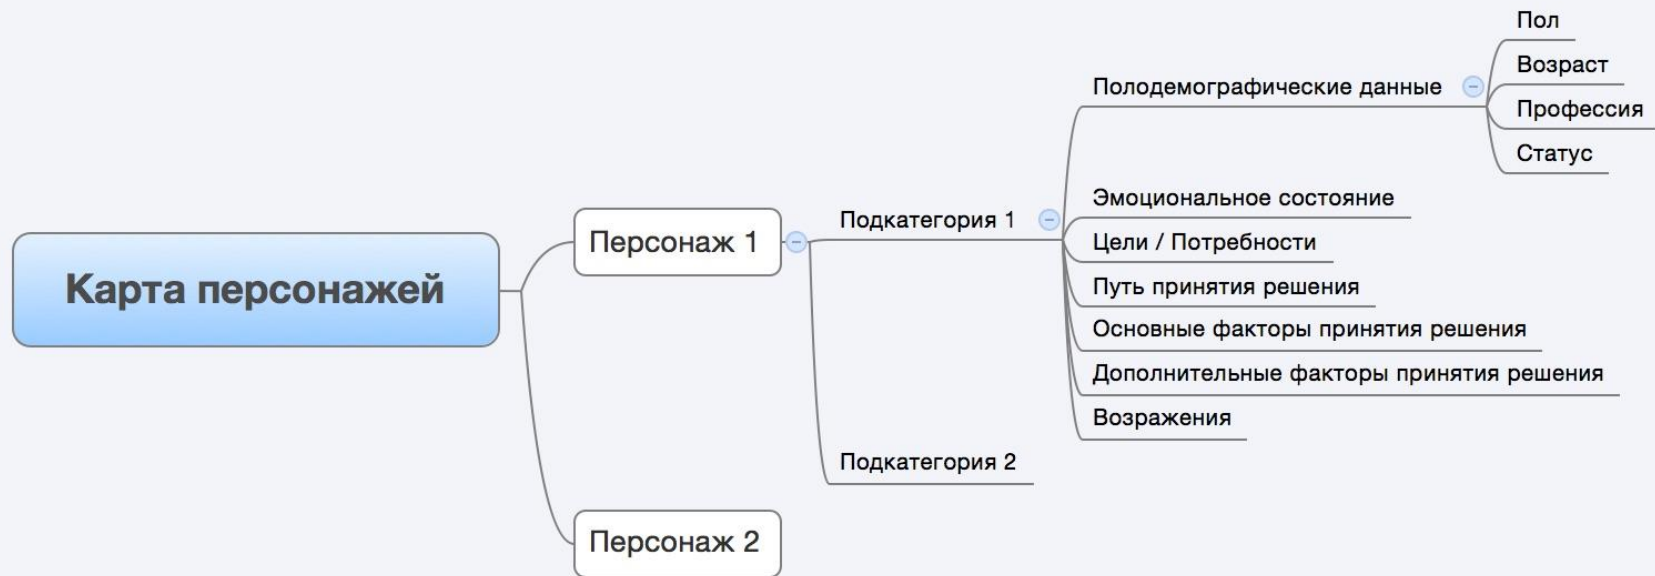 Карта персонажей
Персонаж 1
Подкатегория 1
Полодемографические данные
Пол
Возраст
Профессия
Статус
Эмоциональное состояние
Цели / Потребности
Путь принятия решения
Основные факторы принятия решения
Дополнительные факторы принятия решения
Возражения
Подкатегория 2
Персонаж 2